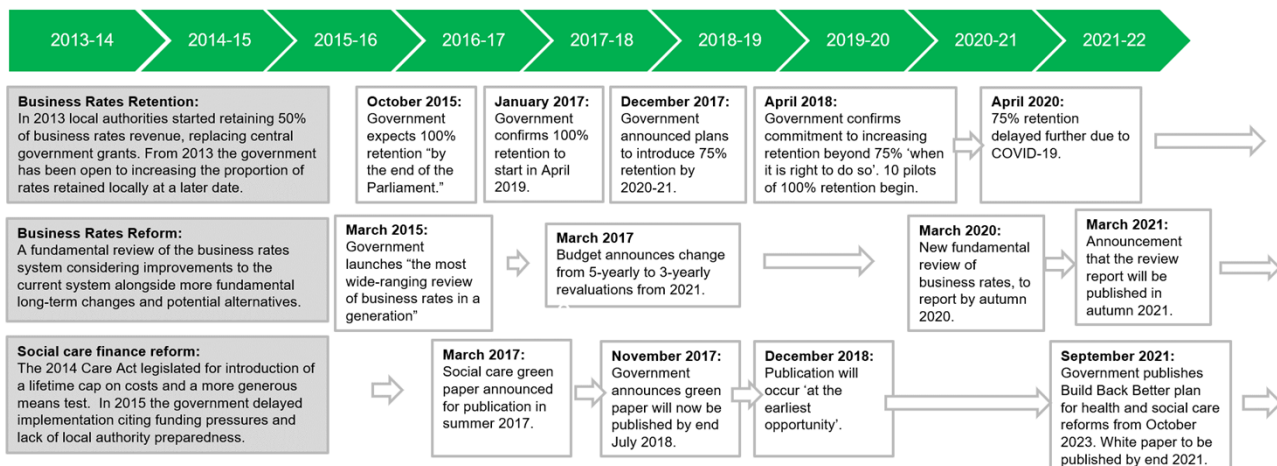 2013-14
2014-15
2015-16
2016-17
2017-18
2018-19
2019-20
2020-21
2021-22
Business Rates Retention:
In 2013 local authorities started retaining 50%
of business rates revenue, replacing central
government grants. From 2013 the government
has been open to increasing the proportion of
rates retained locally at a later date.
October 2015:
Government
expects 100%
retention “by
the end of the
Parliament.”
January 2017:
Government
confirms 100%
retention to
start in April
2019.
December 2017:
Government
announced plans
to introduce 75%
retention by
2020-21.
April 2018:
Government confirms
commitment to increasing
retention beyond 75% ‘when
it is right to do so’. 10 pilots
of 100% retention begin.
April 2020:
75% retention
delayed further due to
COVID-19.
Business Rates Reform:
A fundamental review of the business rates
system considering improvements to the
current system alongside more fundamental
long-term changes and potential alternatives.
March 2015:
Government
launches “the most
wide-ranging review
of business rates in a
generation”
March 2017
Budget announces change
from 5-yearly to 3-yearly
revaluations from 2021.
March 2020:
New fundamental
review of
business rates, to
report by autumn
2020.
March 2021:
Announcement
that the review
report will be
published in
autumn 2021.
Social care finance reform:
The 2014 Care Act legislated for introduction of
a lifetime cap on costs and a more generous
means test. In 2015 the government delayed
implementation citing funding pressures and
lack of local authority preparedness.
March 2017:
Social care green
paper announced
for publication in
summer 2017.
November 2017:
Government
announces green
paper will now be
published by end
July 2018.
December 2018:
Publication will
occur ‘at the
earliest
opportunity’.
September 2021:
Government publishes
Build Back Better plan
for health and social care
reforms from October
2023. White paper to be
published by end 2021.